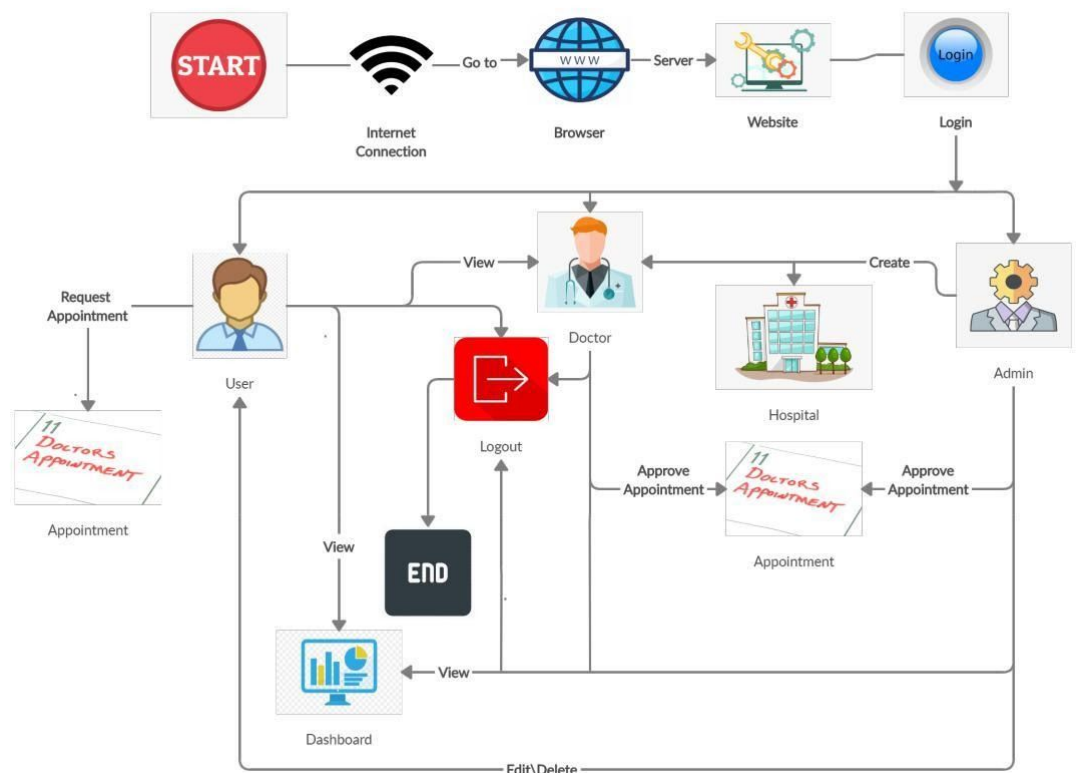 START
Go to
WWW
Server
Login
Internet
Connection
Browser
Website
Login
View
Create
Request
Appointment
User
Doctor
Admin
Hospital
Logout
11
DOCTORS
APPOINTMENT
Appointment
Approve
Appointment
11
DOCTORS
APPOINTMENT
Approve
Appointment
Appointment
View
END
View
Dashboard
Edit\Delete